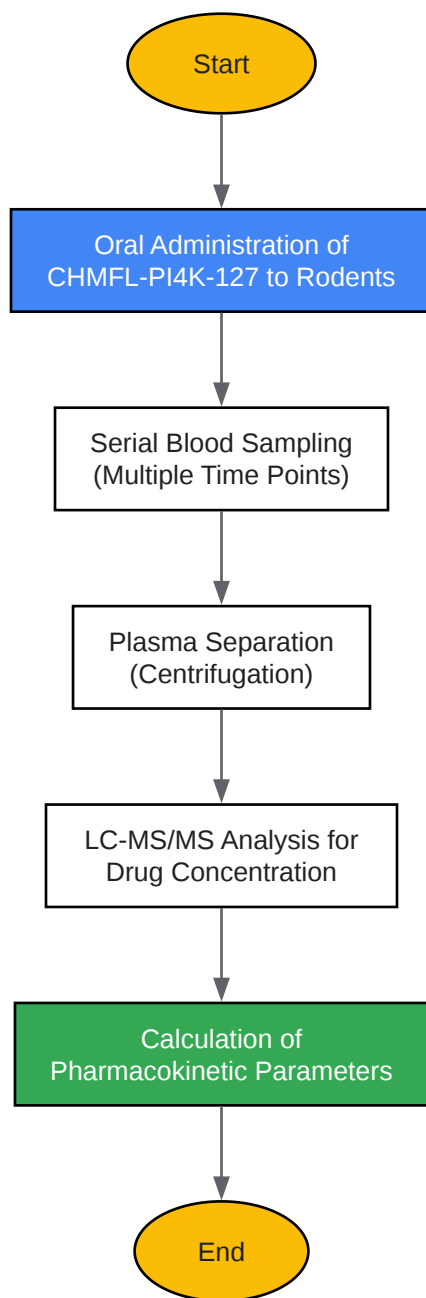 Start
Oral Administration of
CHMFL-PI4K-127 to Rodents
Serial Blood Sampling
(Multiple Time Points)
Plasma Separation
(Centrifugation)
LC-MS/MS Analysis for
Drug Concentration
Calculation of
Pharmacokinetic Parameters
End